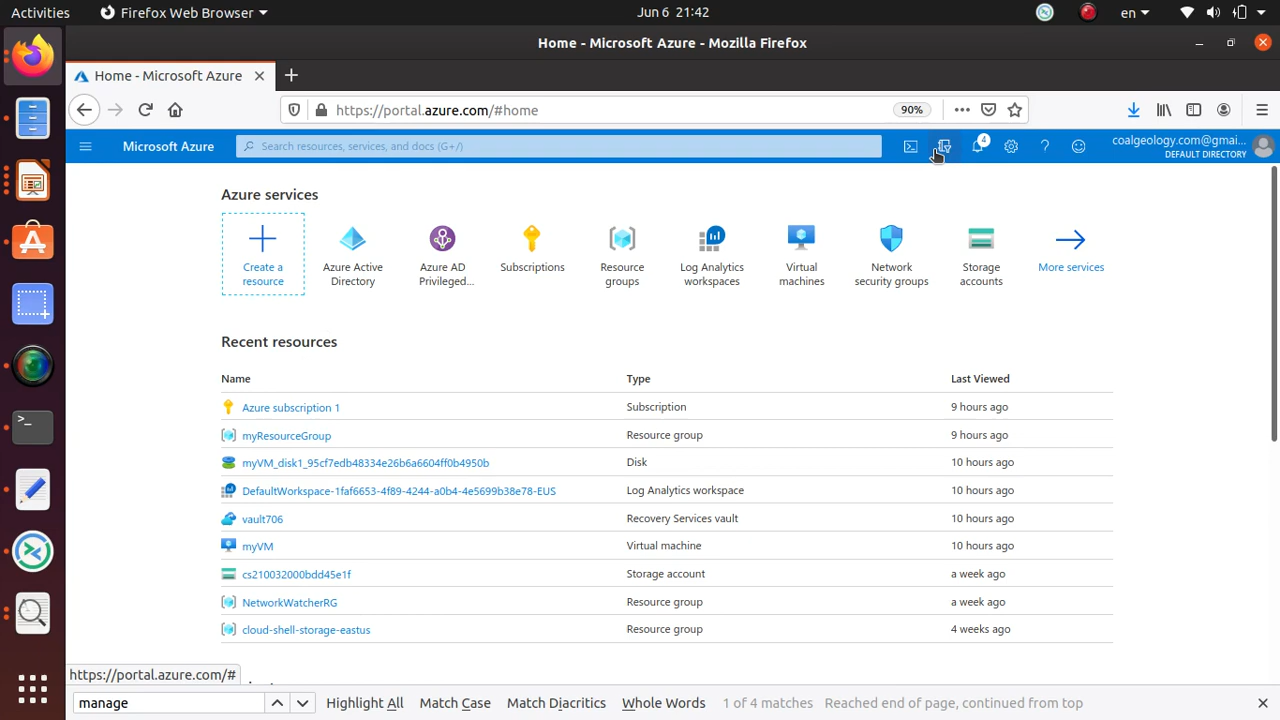 Activities
Firefox Web Browser
Jun 6 21:42
en
Home - Microsoft Azure - Mozilla Firefox
Home - Microsoft Azure
https://portal.azure.com/#home
90%
Microsoft Azure
Search resources, services, and docs (G+/)
4
coalgeology.com@gmai...
DEFAULT DIRECTORY
Azure services
Create a resource
Azure Active Directory
Azure AD Privileged...
Subscriptions
Resource groups
Log Analytics workspaces
Virtual machines
Network security groups
Storage accounts
More services
Recent resources
Name Type Last Viewed
Azure subscription 1 Subscription 9 hours ago
myResourceGroup Resource group 9 hours ago
myVM_disk1_95cf7edb48334e26b6a6604ff0b4950b Disk 10 hours ago
DefaultWorkspace-1faf6653-4f89-4244-a0b4-4e5699b38e78-EUS Log Analytics workspace 10 hours ago
vault706 Recovery Services vault 10 hours ago
myVM Virtual machine 10 hours ago
cs210032000bdd45e1f Storage account a week ago
NetworkWatcherRG Resource group a week ago
cloud-shell-storage-eastus Resource group 4 weeks ago
https://portal.azure.com/#
manage
Highlight All Match Case Match Diacritics Whole Words 1 of 4 matches Reached end of page, continued from top